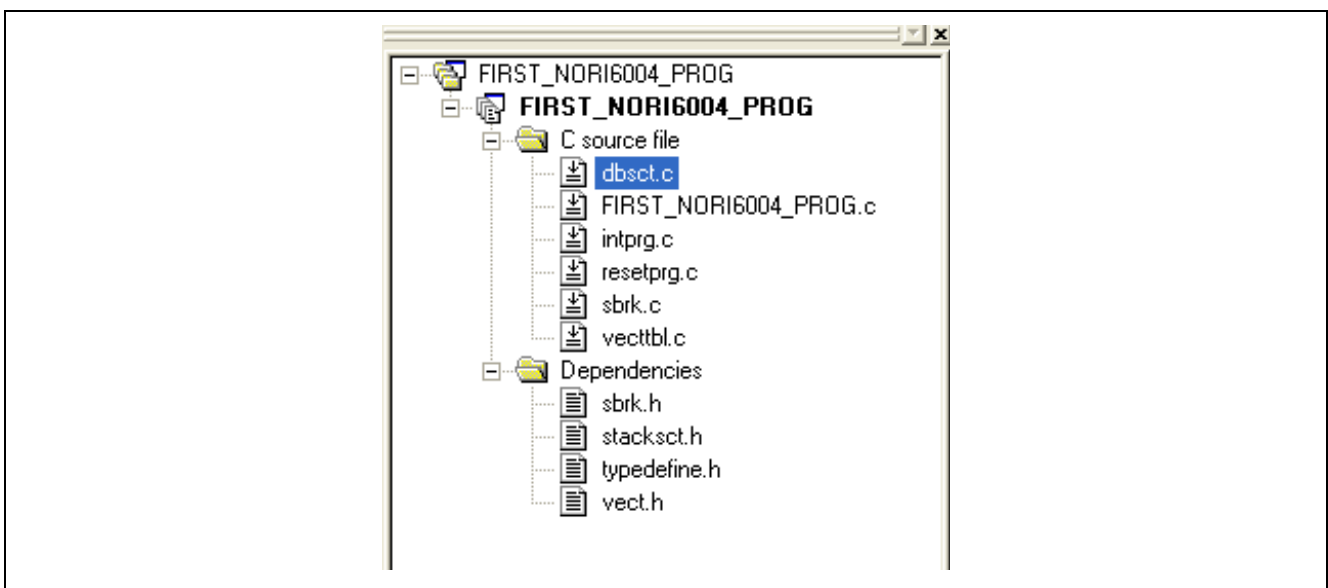 FIRST_NORI6004_PROG
FIRST_NORI6004_PROG
C source file
dbsct.c
FIRST_NORI6004_PROG.c
intprg.c
resetprg.c
sbrk.c
vecttbl.c
Dependencies
sbrk.h
stacksct.h
typedefine.h
vect.h